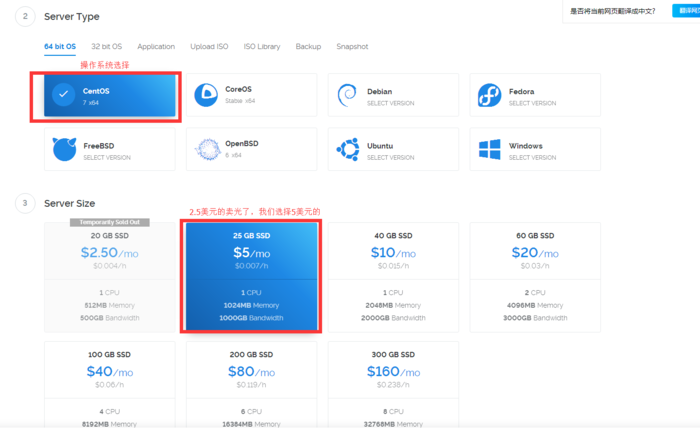 是否将当前网页翻译成中文?
翻译网页
2 Server Type
64 bit OS 32 bit OS Application Upload ISO ISO Library Backup Snapshot
操作系统选择
CentOS
7 x64
CoreOS
Stable x64
Debian
SELECT VERSION
Fedora
SELECT VERSION
FreeBSD
SELECT VERSION
OpenBSD
6 x64
Ubuntu
SELECT VERSION
Windows
SELECT VERSION
3 Server Size
2.5美元的卖光了，我们选择5美元的
Temporarily Sold Out
20 GB SSD
$2.50/mo
$0.004/h
1 CPU
512MB Memory
500GB Bandwidth
25 GB SSD
$5/mo
$0.007/h
1 CPU
1024MB Memory
1000GB Bandwidth
40 GB SSD
$10/mo
$0.015/h
1 CPU
2048MB Memory
2000GB Bandwidth
60 GB SSD
$20/mo
$0.03/h
2 CPU
4096MB Memory
3000GB Bandwidth
100 GB SSD
$40/mo
$0.06/h
4 CPU
8192MB Memory
200 GB SSD
$80/mo
$0.119/h
6 CPU
16384MB Memory
300 GB SSD
$160/mo
$0.238/h
8 CPU
32768MB Memory